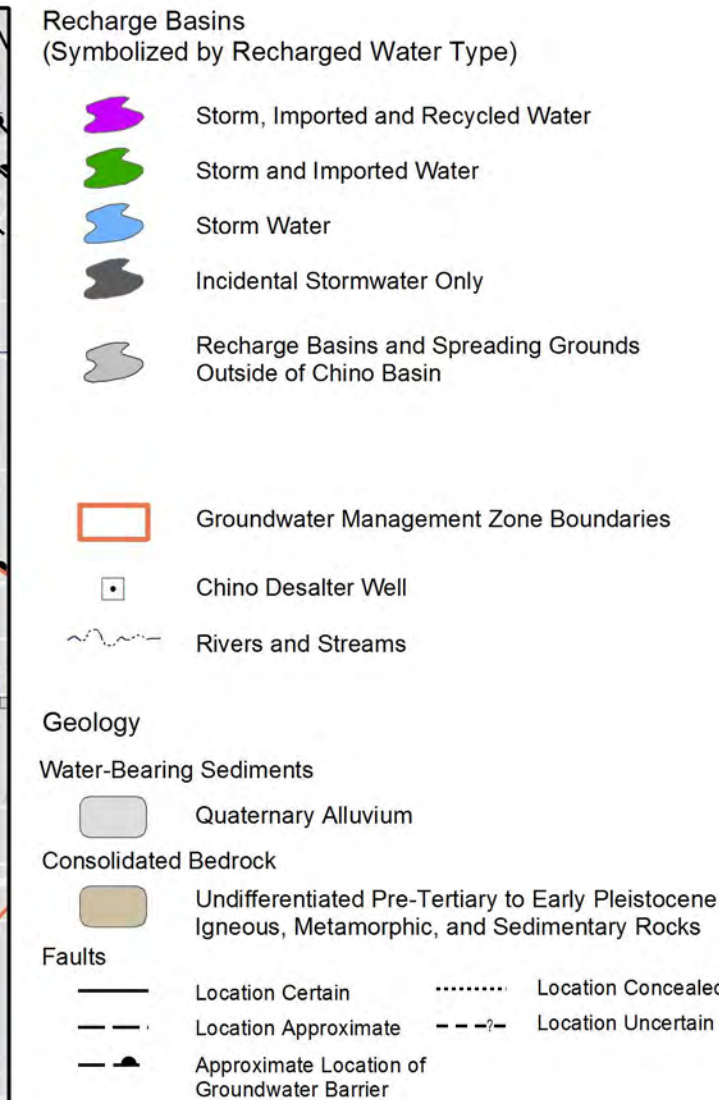 Recharge Basins
(Symbolized by Recharged Water Type)
Storm, Imported and Recycled Water
Storm and Imported Water
Storm Water
Incidental Stormwater Only
Recharge Basins and Spreading Grounds
Outside of Chino Basin
Groundwater Management Zone Boundaries
Chino Desalter Well
Rivers and Streams
Geology
Water-Bearing Sediments
Quaternary Alluvium
Consolidated Bedrock
Undifferentiated Pre-Tertiary to Early Pleistocene
Igneous, Metamorphic, and Sedimentary Rocks
Faults
Location Certain
Location Concealed
Location Approximate
?
Location Uncertain
Approximate Location of
Groundwater Barrier